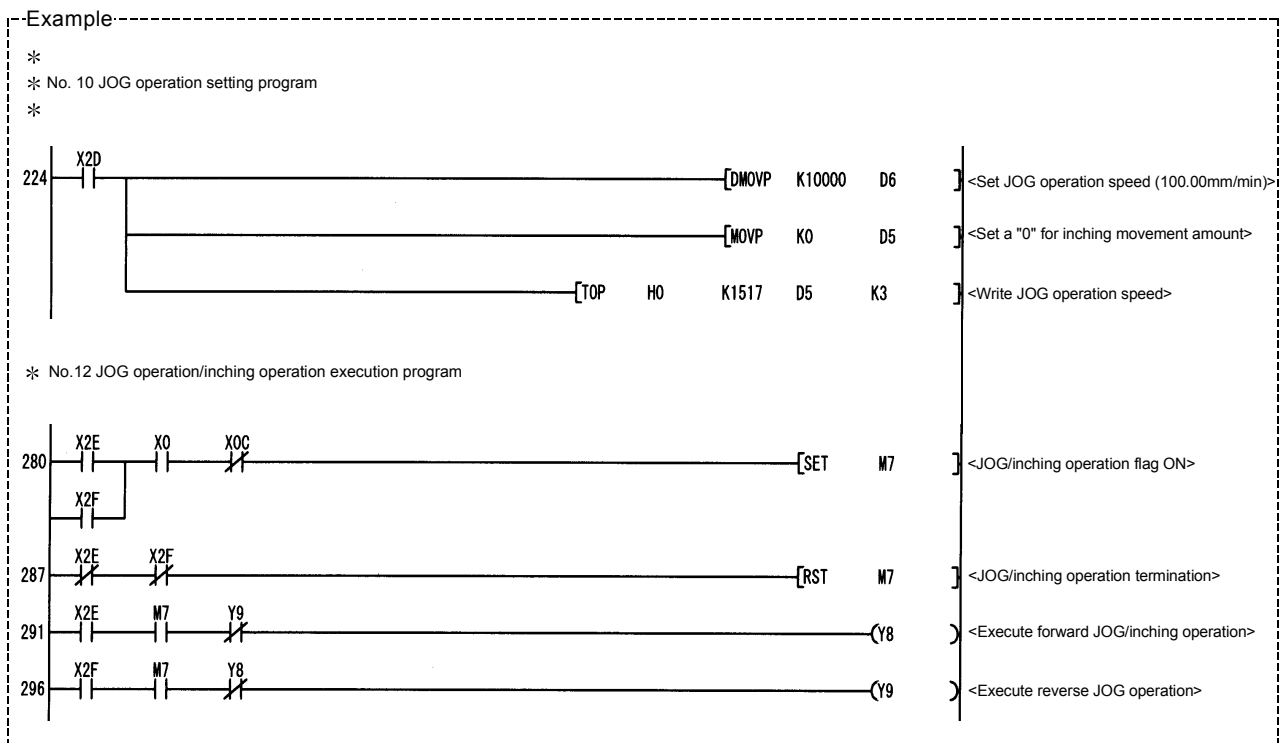 Example
*
* No. 10 JOG operation setting program
*
X2D
224 [DMOVP K10000 D6 ] <Set JOG operation speed (100.00mm/min)>
[MOVP K0 D5 ] <Set a "0" for inching movement amount>
[TOP H0 K1517 D5 K3 ] <Write JOG operation speed>
* No.12 JOG operation/inching operation execution program
X2E X0 X0C
280 [SET M7 ] <JOG/inching operation flag ON>
X2F
X2E X2F
287 [RST M7 ] <JOG/inching operation termination>
X2E M7 Y9
291 (Y8 ) <Execute forward JOG/inching operation>
X2F M7 Y8
296 (Y9 ) <Execute reverse JOG operation>